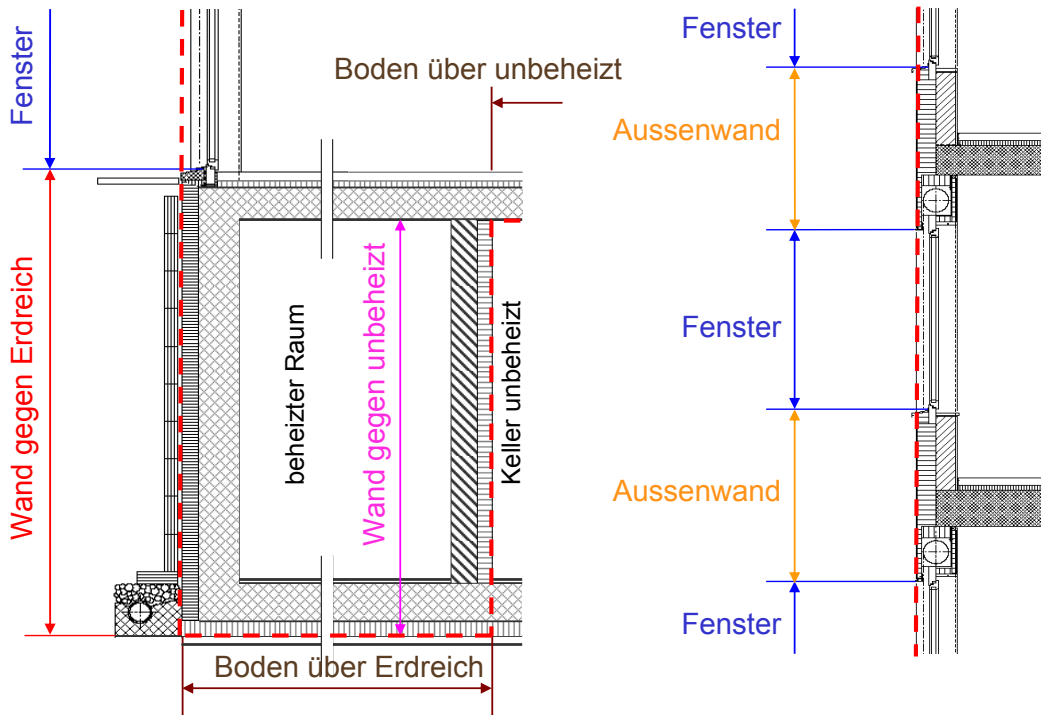 Fenster
Wand gegen Erdreich
Boden über unbeheizt
beheizter Raum
Wand gegen unbeheizt
Keller unbeheizt
Boden über Erdreich
Fenster
Aussenwand
Fenster
Aussenwand
Fenster